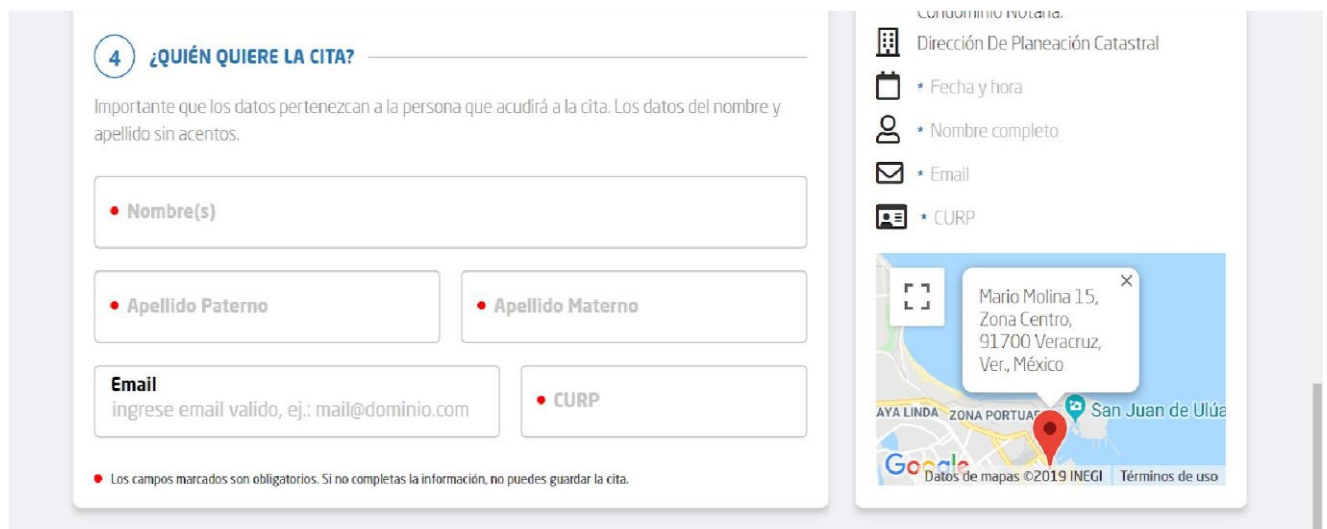 4 ¿QUIÉN QUIERE LA CITA?
Importante que los datos pertenezcan a la persona que acudirá a la cita. Los datos del nombre y
apellido sin acentos.
• Nombre(s)
• Apellido Paterno
• Apellido Materno
Email
ingrese email valido, ej.: mail@dominio.com
• CURP
• Los campos marcados son obligatorios. Si no completas la información, no puedes guardar la cita.
Condominio Notaria.
Dirección De Planeación Catastral
* Fecha y hora
* Nombre completo
* Email
* CURP
Mario Molina 15,
Zona Centro,
91700 Veracruz,
Ver., México
AYA LINDA
ZONA PORTUAR
San Juan de Ulúa
Google
Datos de mapas ©2019 INEGI
Términos de uso